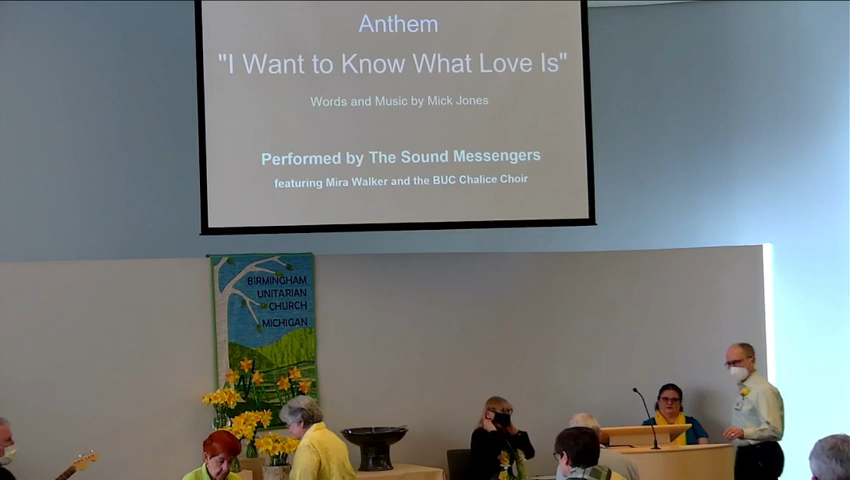 Anthem
"I Want to Know What Love Is"
Words and Music by Mick Jones
Performed by The Sound Messengers
featuring Mira Walker and the BUC Chalice Choir
BIRMINGHAM
UNITARIAN
CHURCH
MICHIGAN